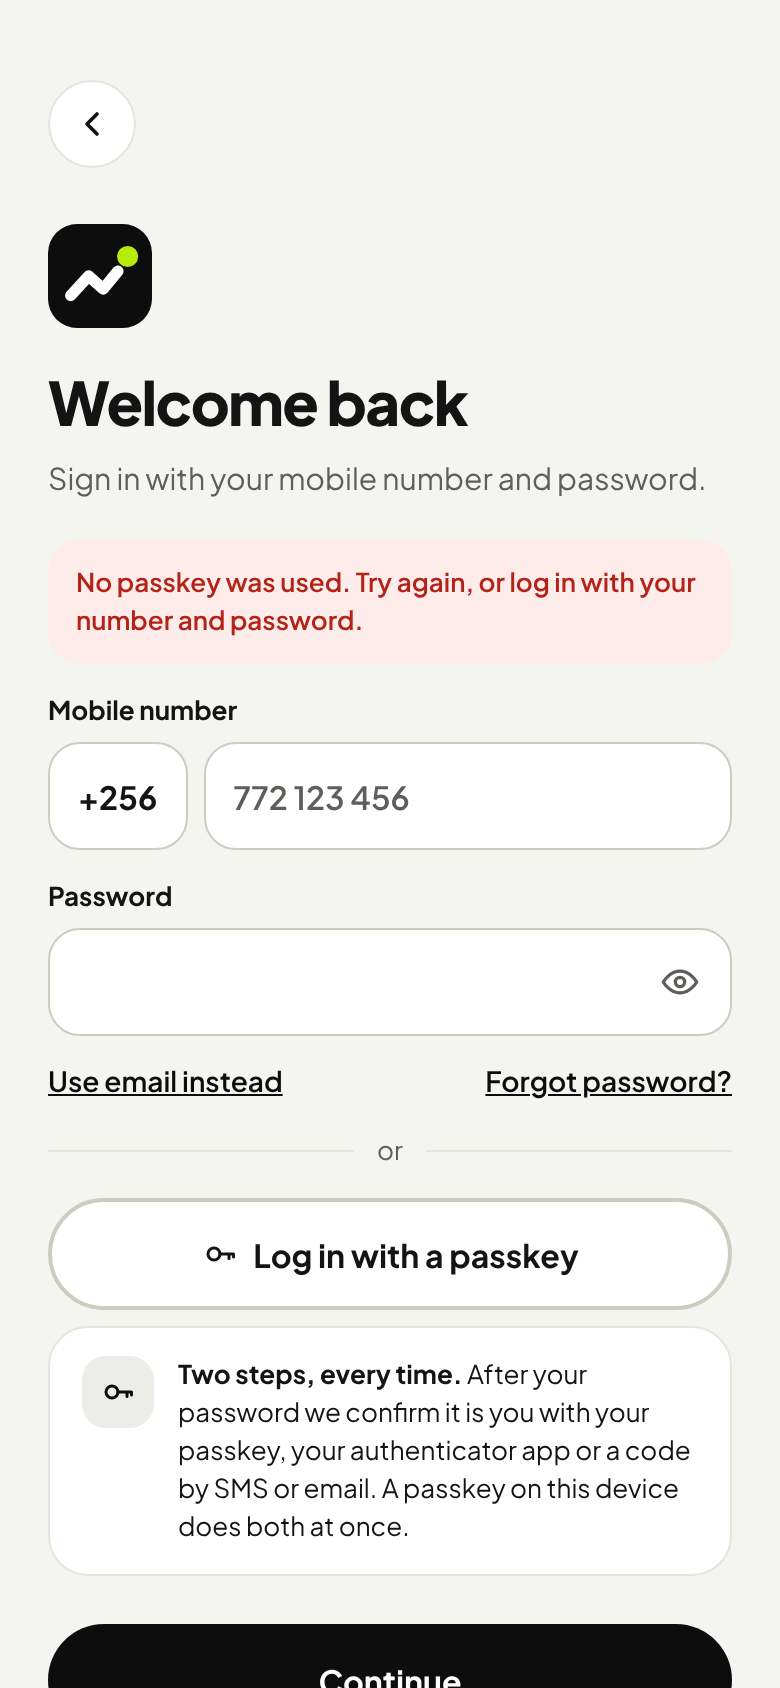 Welcome back
Sign in with your mobile number and password.
No passkey was used. Try again, or log in with your
number and password.
Mobile number
+256
772 123 456
Password
Use email instead
Forgot password?
or
Log in with a passkey
Two steps, every time. After your
password we confirm it is you with your
passkey, your authenticator app or a code
by SMS or email. A passkey on this device
does both at once.
Continue